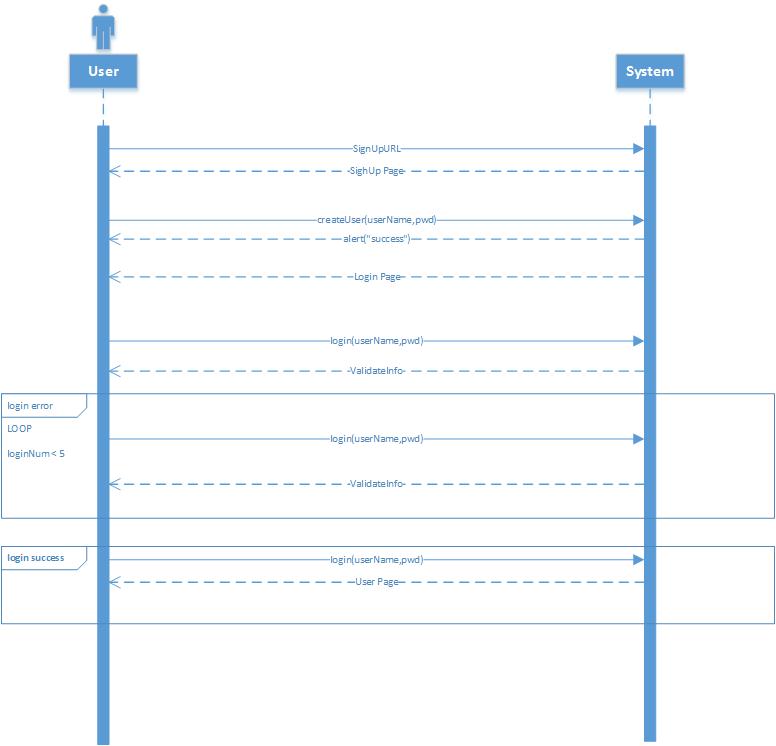 User
System
SignUpURL
SighUp Page
createUser(userName,pwd)
alert("success")
Login Page
login(userName,pwd)
ValidateInfo
login error
LOOP
login(userName,pwd)
loginNum < 5
ValidateInfo
login success
login(userName,pwd)
User Page